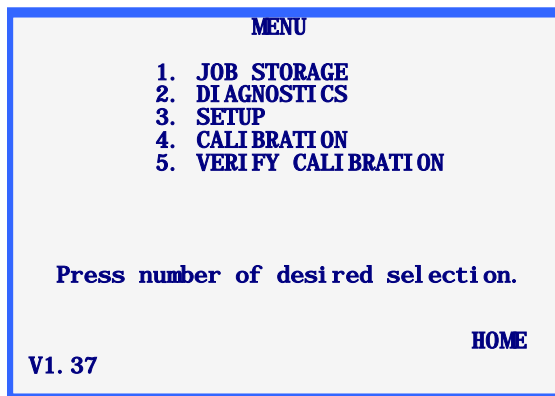 MENU
1. JOB STORAGE
2. DIAGNOSTICS
3. SETUP
4. CALIBRATION
5. VERIFY CALIBRATION
Press number of desired selection.
HOME
V1.37